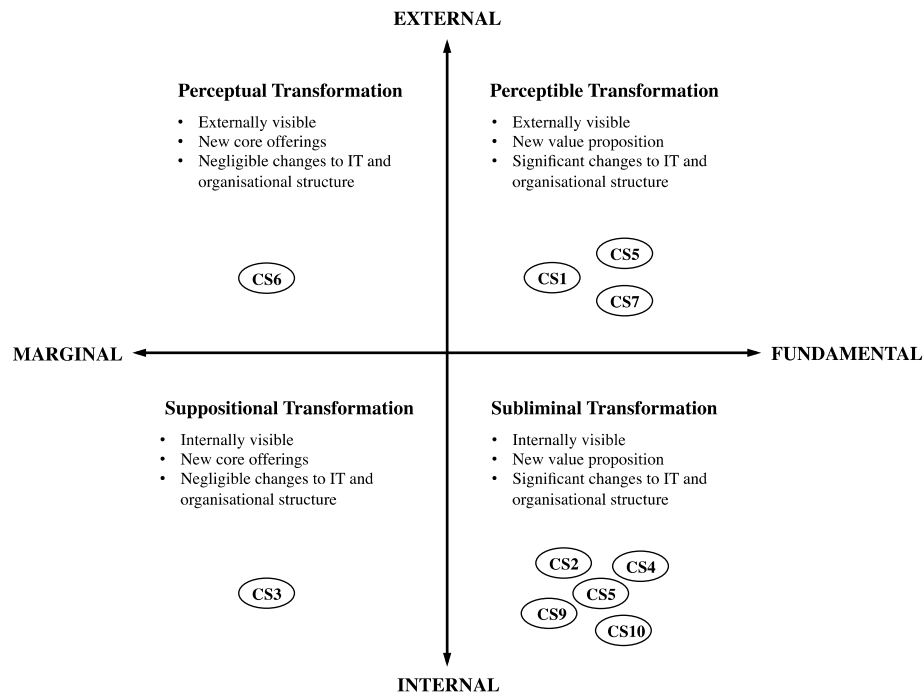 EXTERNAL
Perceptual Transformation
• Externally visible
• New core offerings
• Negligible changes to IT and
organisational structure
CS6
Perceptible Transformation
• Externally visible
• New value proposition
• Significant changes to IT and
organisational structure
CS5
CS1
CS7
MARGINAL
FUNDAMENTAL
Suppositional Transformation
• Internally visible
• New core offerings
• Negligible changes to IT and
organisational structure
CS3
Subliminal Transformation
• Internally visible
• New value proposition
• Significant changes to IT and
organisational structure
CS2
CS4
CS5
CS9
CS10
INTERNAL